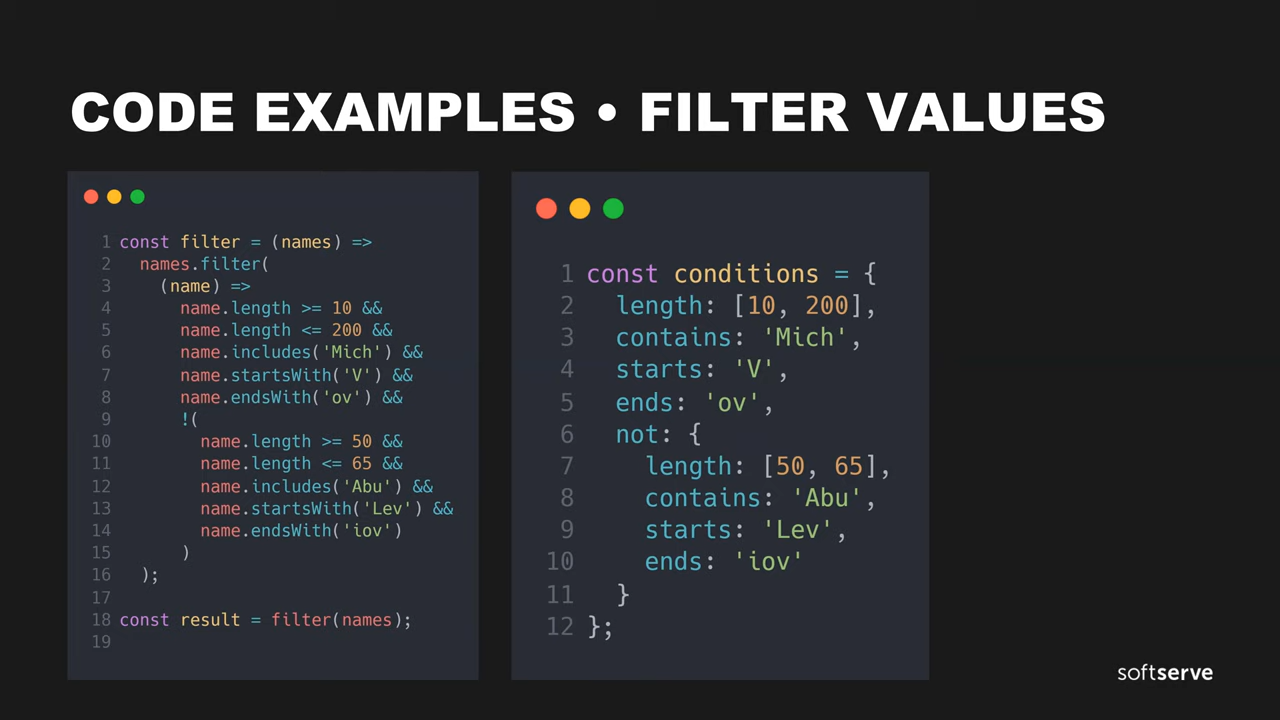 CODE EXAMPLES • FILTER VALUES
1 const filter = (names) =>
2   names.filter(
3     (name) =>
4       name.length >= 10 &&
5       name.length <= 200 &&
6       name.includes('Mich') &&
7       name.startsWith('V') &&
8       name.endsWith('ov') &&
9       !(
10         name.length >= 50 &&
11         name.length <= 65 &&
12         name.includes('Abu') &&
13         name.startsWith('Lev') &&
14         name.endsWith('iov')
15       )
16   );
17
18 const result = filter(names);
19
1 const conditions = {
2   length: [10, 200],
3   contains: 'Mich',
4   starts: 'V',
5   ends: 'ov',
6   not: {
7     length: [50, 65],
8     contains: 'Abu',
9     starts: 'Lev',
10     ends: 'iov'
11   }
12 };
softserve